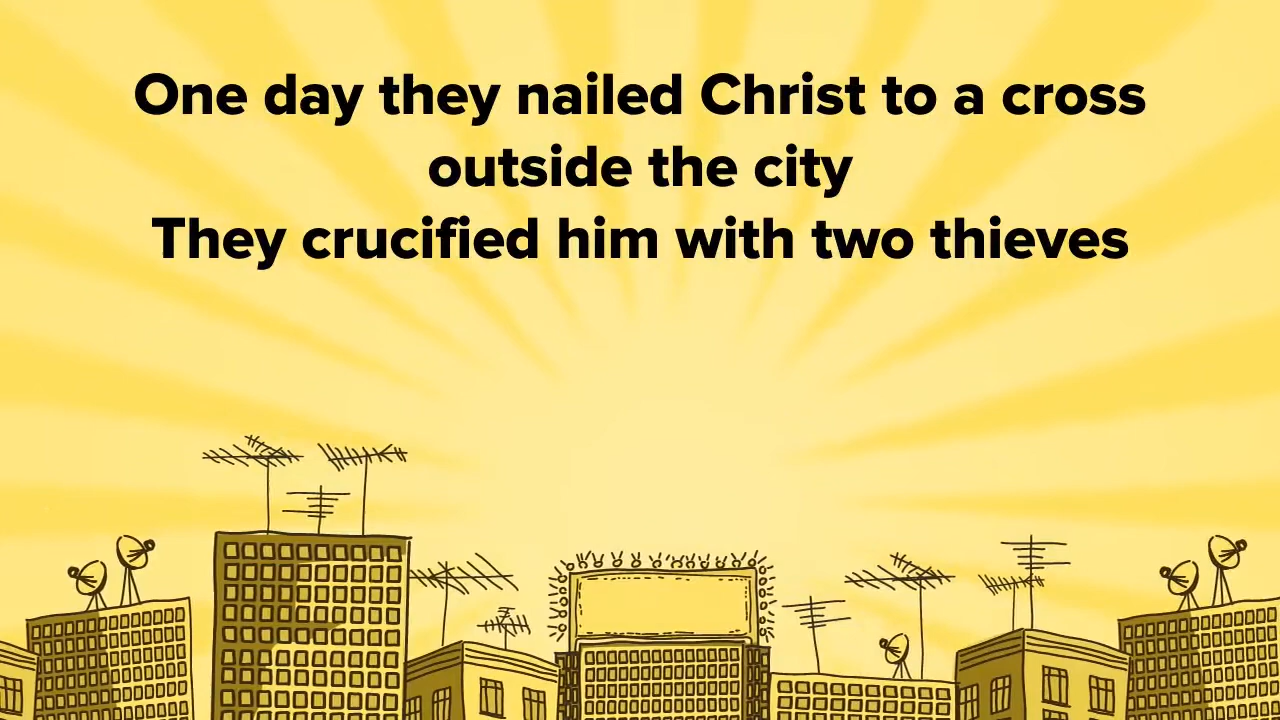 One day they nailed Christ to a cross
outside the city
They crucified him with two thieves